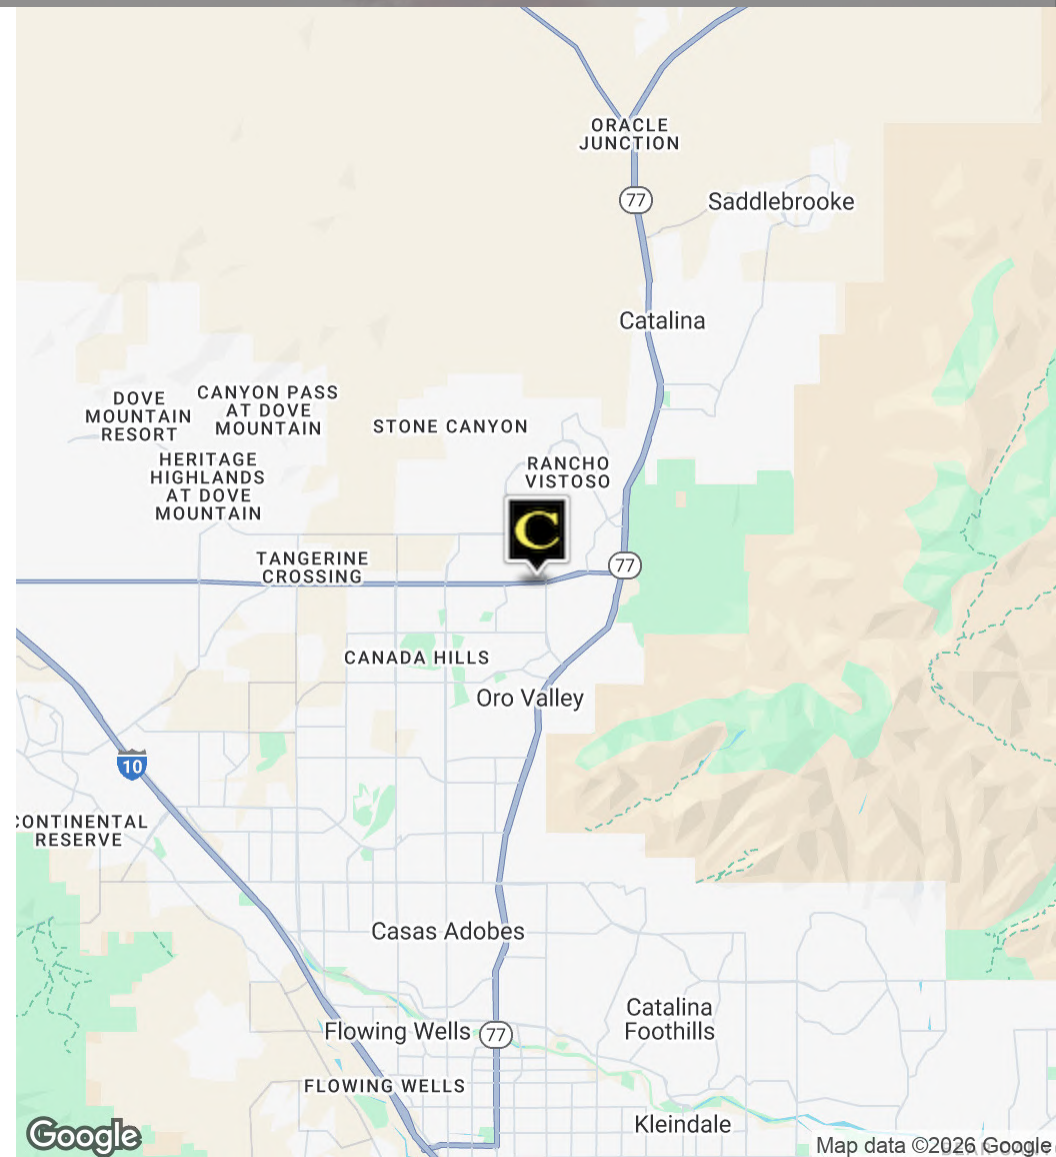 ORACLE
JUNCTION
77
Saddlebrooke
Catalina
DOVE
MOUNTAIN
RESORT
CANYON PASS
AT DOVE
MOUNTAIN
STONE CANYON
HERITAGE
HIGHLANDS
AT DOVE
MOUNTAIN
RANCHO
VISTOSO
C
TANGERINE
CROSSING
77
CANADA HILLS
Oro Valley
10
CONTINENTAL
RESERVE
Casas Adobes
Catalina
Foothills
Flowing Wells
77
FLOWING WELLS
Kleindale
Google
Map data ©2026 Google